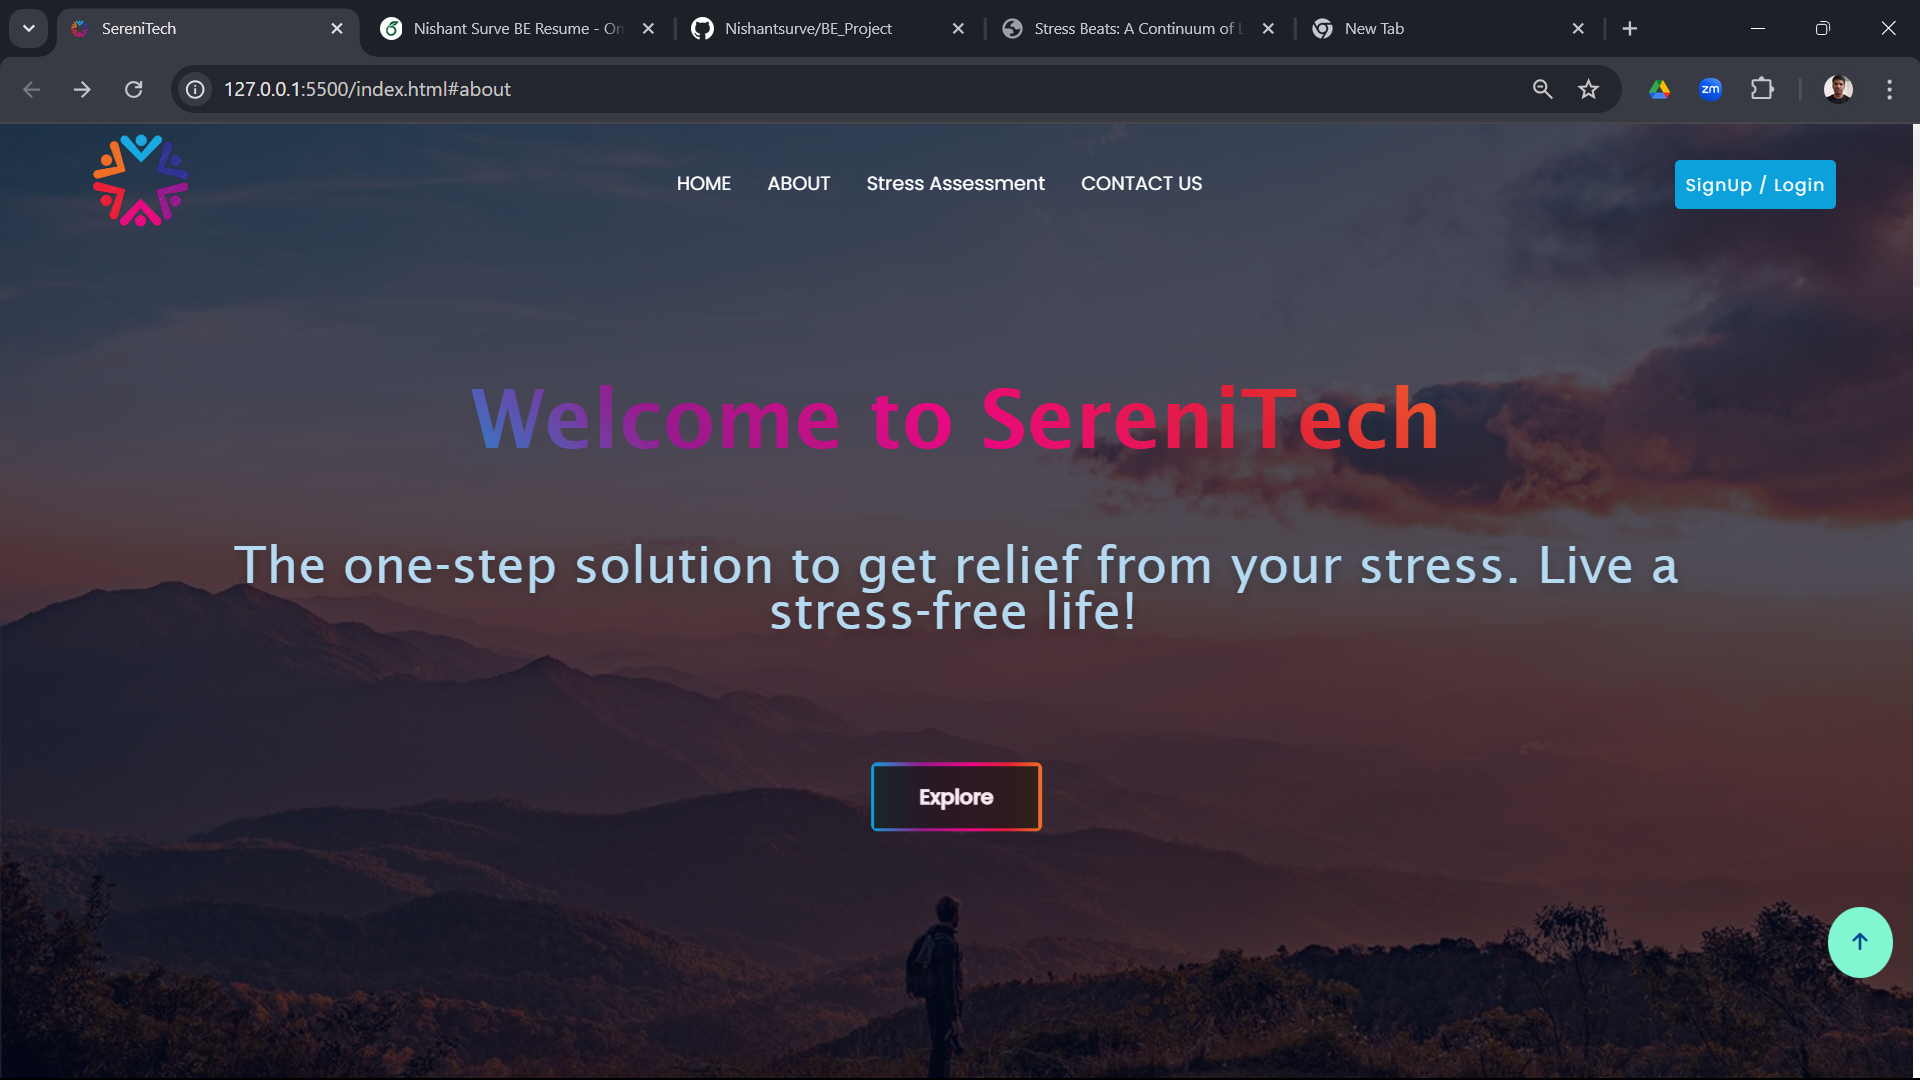 SereniTech
Nishant Surve BE Resume - On
Nishantsurve/BE_Project
Stress Beats: A Continuum of
New Tab
127.0.0.1:5500/index.html#about
zm
HOME
ABOUT
Stress Assessment
CONTACT US
SignUp / Login
Welcome to SereniTech
The one-step solution to get relief from your stress. Live a
stress-free life!
Explore